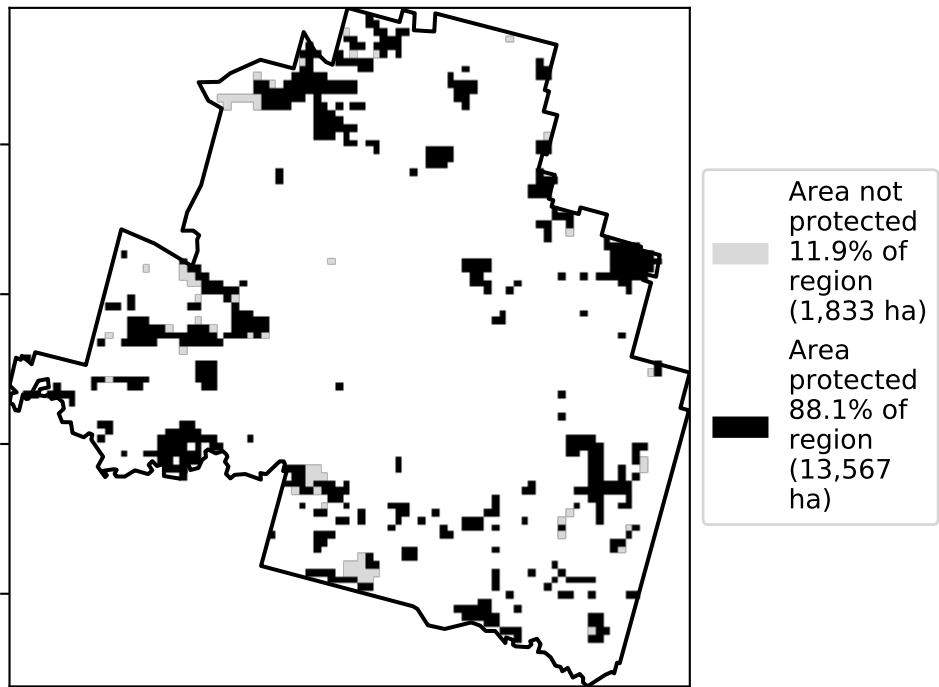 Area not
protected
11.9% of
region
(1,833 ha)
Area
protected
88.1% of
region
(13,567
ha)